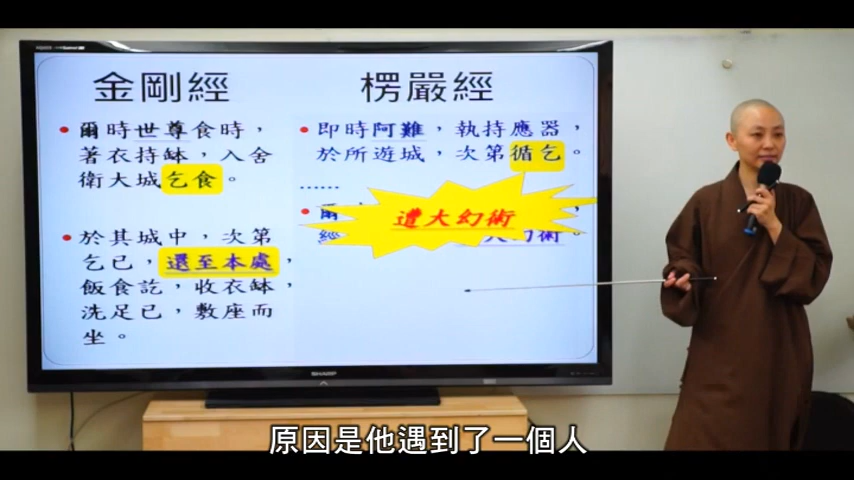 金剛經
• 爾時世尊食時，
著衣持缽，入舍
衛大城乞食。
• 於其城中，次第
乞已，還至本處，
飯食訖，收衣缽，
洗足已，敷座而
坐。
楞嚴經
• 即時阿難，執持應器，
於所遊城，次第循乞。
……
遭大幻術
SHARP
原因是他遇到了一個人